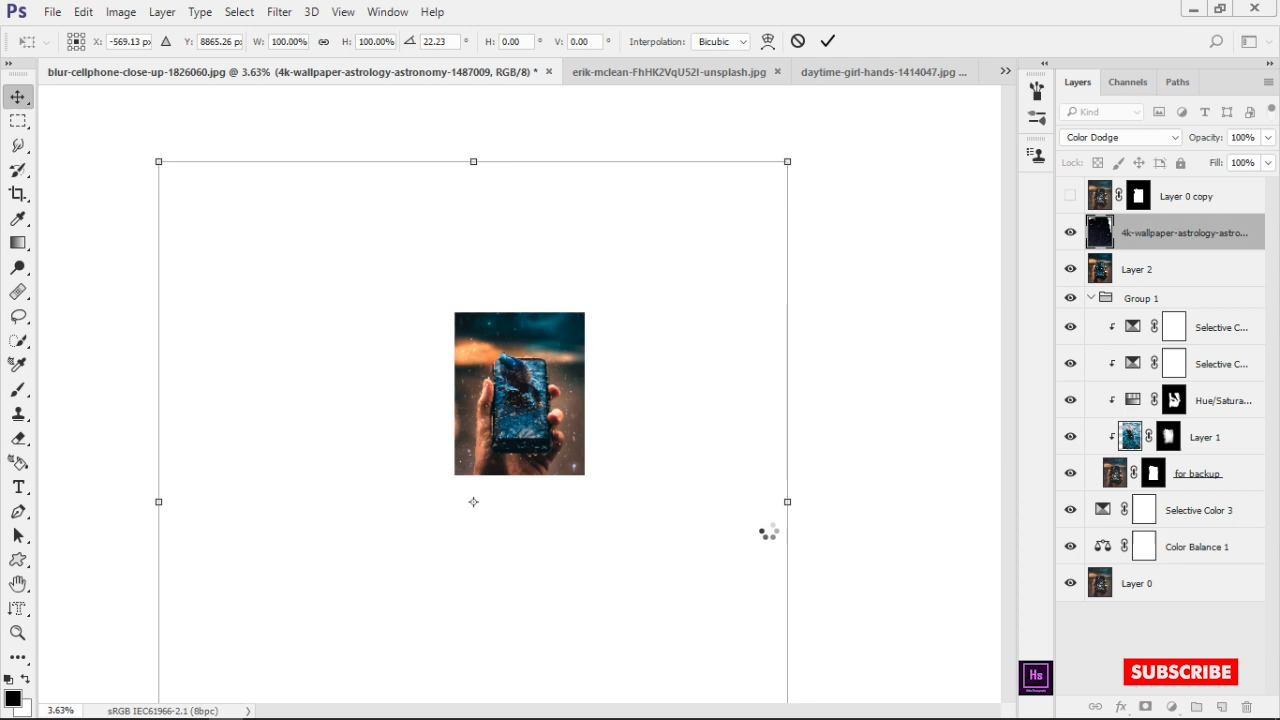 Ps File Edit Image Layer Type Select Filter 3D View Window Help
X: -569.13 px Y: 8865.26 px W: 100.00% H: 100.00% 22.23 ° H: 0.00 ° V: 0.00 ° Interpolation: Bicubic
blur-cellphone-close-up-1826060.jpg @ 3.63% (4k-wallpaper-astrology-astronomy-1487009, RGB/8) * × erik-mclean-FhHK2VqU52I-unsplash.jpg × daytime-girl-hands-1414047.jpg ... »
Layers Channels Paths
Kind
Color Dodge Opacity: 100%
Lock: Fill: 100%
Layer 0 copy
4k-wallpaper-astrology-astro...
Layer 2
Group 1
Selective C...
Selective C...
Hue/Satura...
Layer 1
for backup
Selective Color 3
Color Balance 1
Layer 0
SUBSCRIBE
Hs
fx
3.63% sRGB IEC61966-2.1 (8bpc)